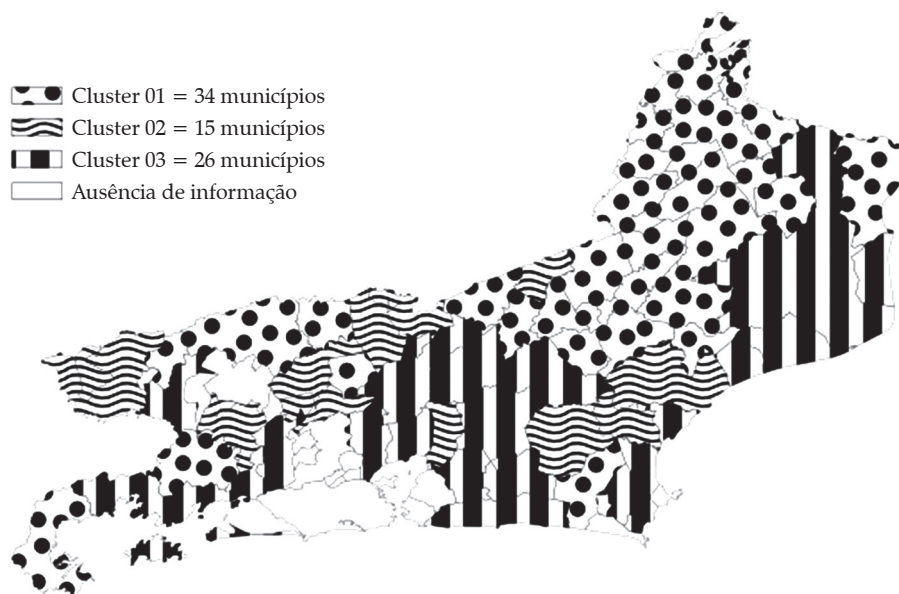 Cluster 01 = 34 municípios
Cluster 02 = 15 municípios
Cluster 03 = 26 municípios
Ausência de informação